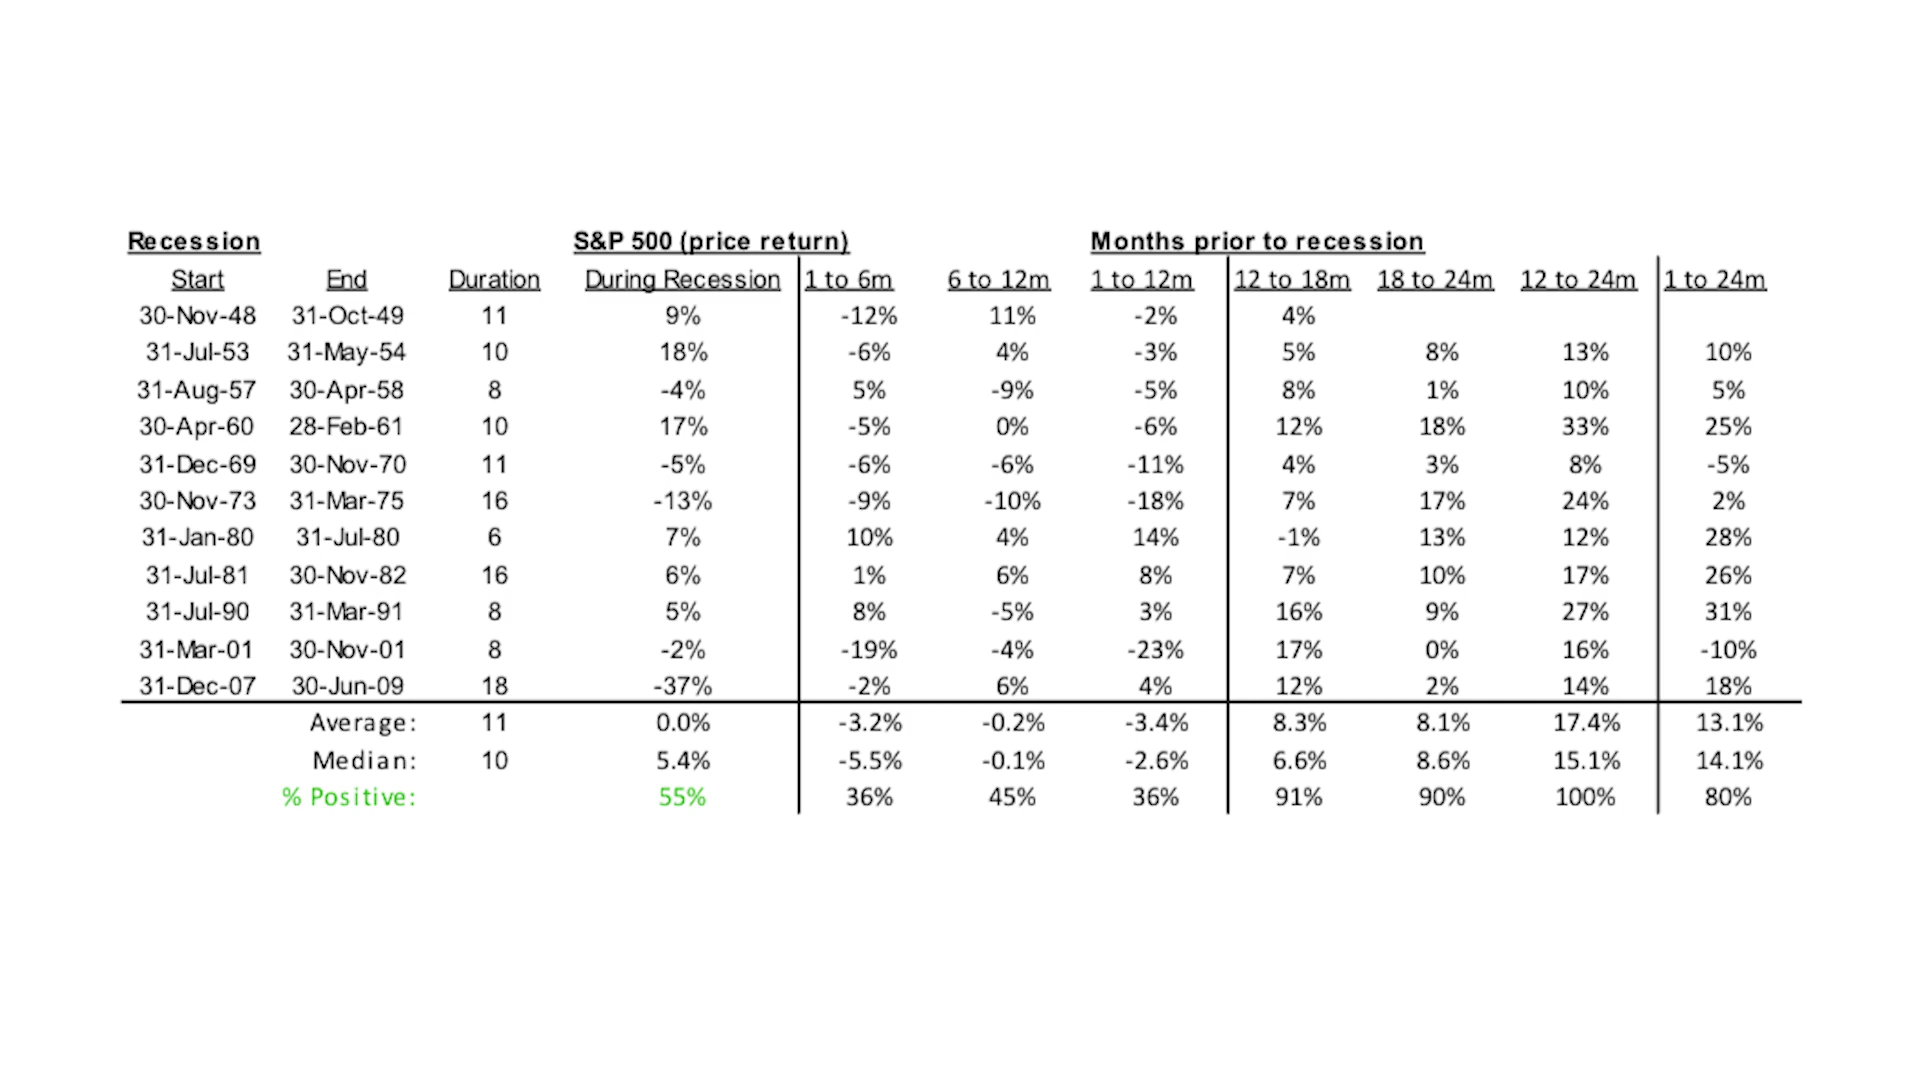 Recession S&P 500 (price return) Months prior to recession
Start End Duration During Recession 1 to 6m 6 to 12m 1 to 12m 12 to 18m 18 to 24m 12 to 24m 1 to 24m
30-Nov-48 31-Oct-49 11 9% -12% 11% -2% 4%
31-Jul-53 31-May-54 10 18% -6% 4% -3% 5% 8% 13% 10%
31-Aug-57 30-Apr-58 8 -4% 5% -9% -5% 8% 1% 10% 5%
30-Apr-60 28-Feb-61 10 17% -5% 0% -6% 12% 18% 33% 25%
31-Dec-69 30-Nov-70 11 -5% -6% -6% -11% 4% 3% 8% -5%
30-Nov-73 31-Mar-75 16 -13% -9% -10% -18% 7% 17% 24% 2%
31-Jan-80 31-Jul-80 6 7% 10% 4% 14% -1% 13% 12% 28%
31-Jul-81 30-Nov-82 16 6% 1% 6% 8% 7% 10% 17% 26%
31-Jul-90 31-Mar-91 8 5% 8% -5% 3% 16% 9% 27% 31%
31-Mar-01 30-Nov-01 8 -2% -19% -4% -23% 17% 0% 16% -10%
31-Dec-07 30-Jun-09 18 -37% -2% 6% 4% 12% 2% 14% 18%
Average: 11 0.0% -3.2% -0.2% -3.4% 8.3% 8.1% 17.4% 13.1%
Median: 10 5.4% -5.5% -0.1% -2.6% 6.6% 8.6% 15.1% 14.1%
% Positive: 55% 36% 45% 36% 91% 90% 100% 80%